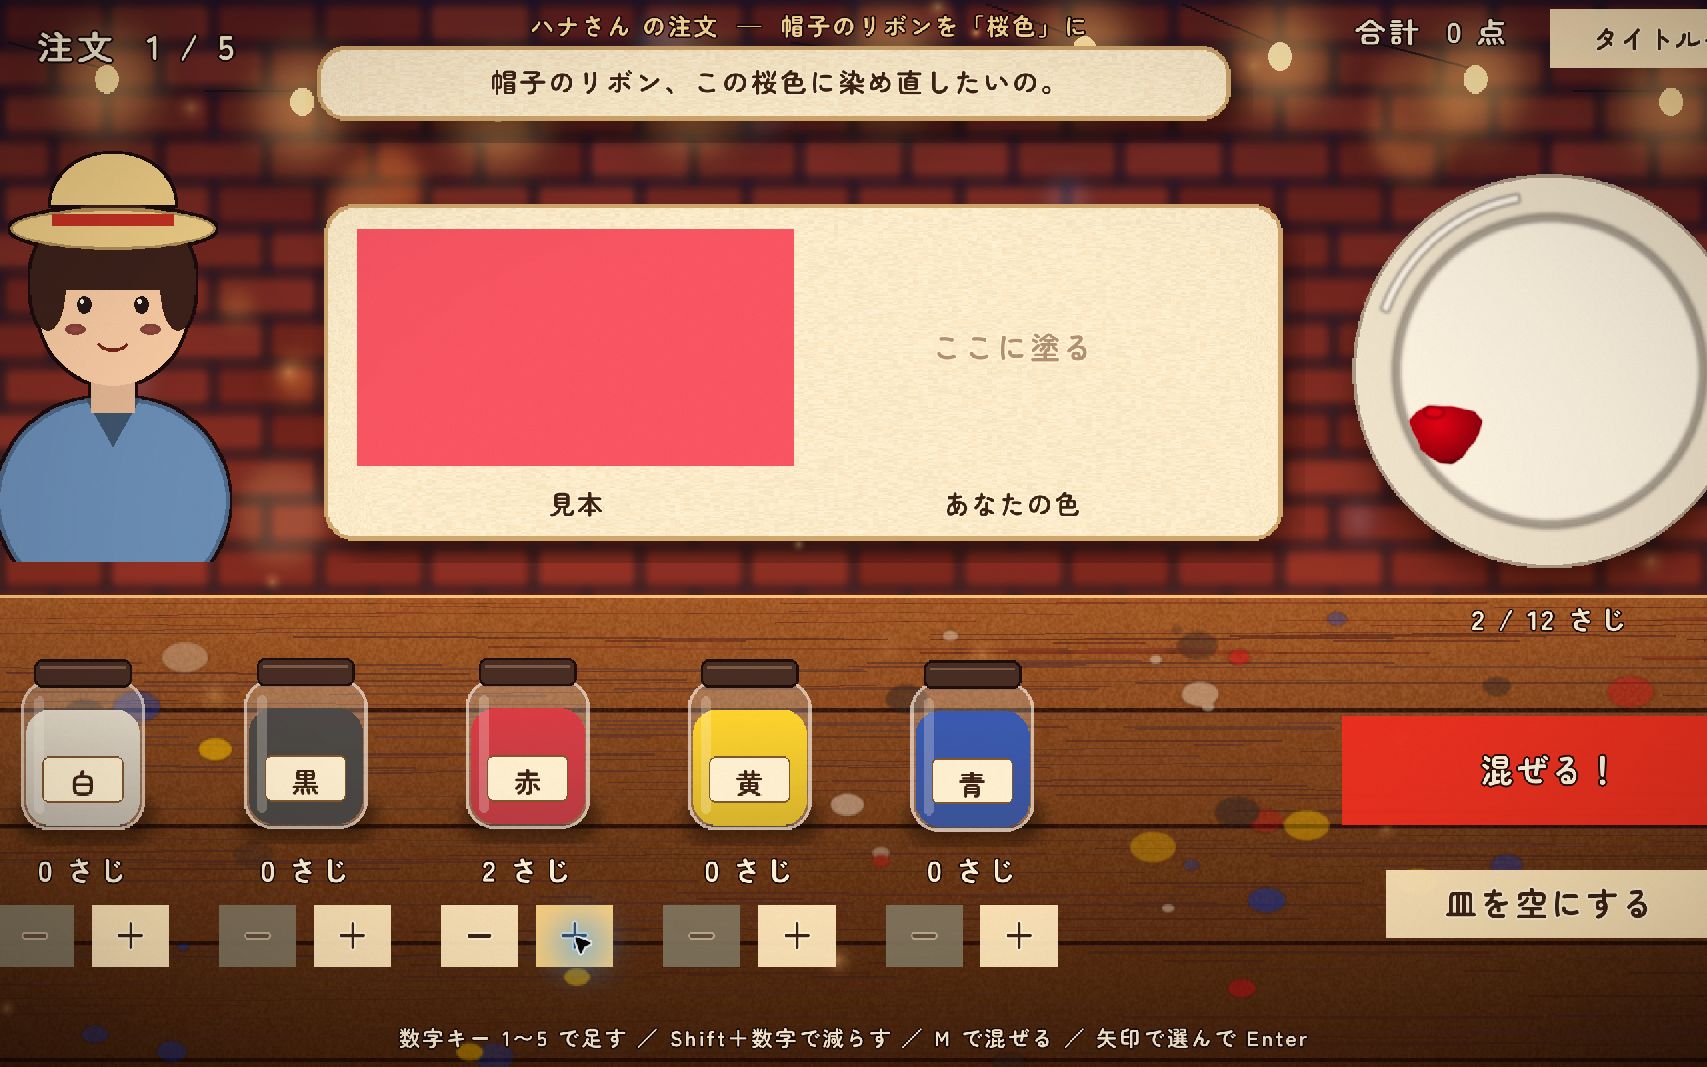 ハナさん の注文 ― 帽子のリボンを「桜色」に
注文 1 / 5
合計 0 点
タイトル
帽子のリボン、この桜色に染め直したいの。
ここに塗る
見本
あなたの色
2 / 12 さじ
白
黒
赤
黄
青
混ぜる！
0 さじ
0 さじ
2 さじ
0 さじ
0 さじ
皿を空にする
数字キー 1〜5 で足す ／ Shift＋数字で減らす ／ M で混ぜる ／ 矢印で選んで Enter